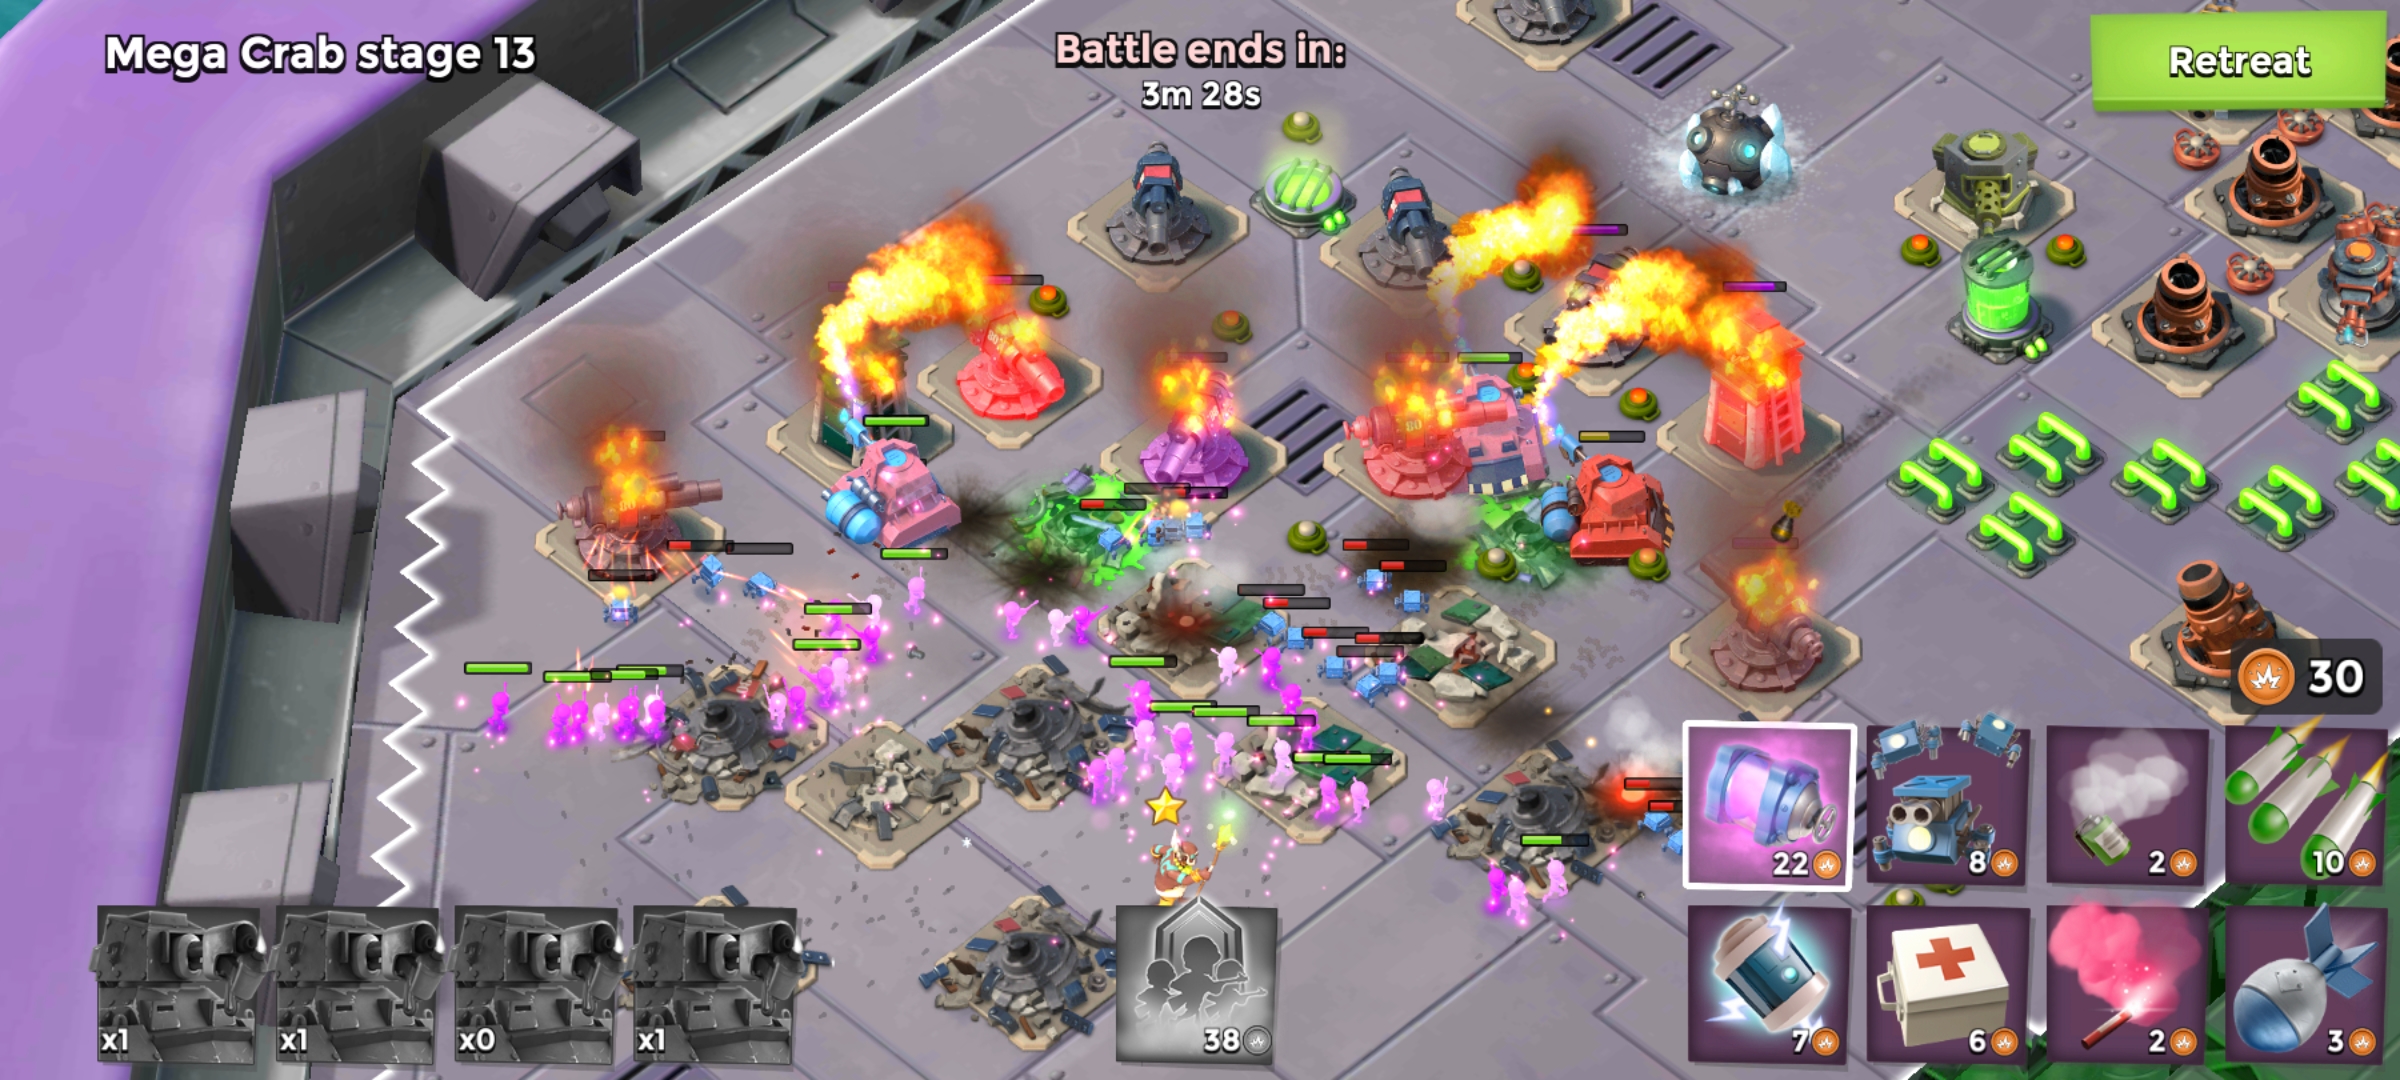 Mega Crab stage 13
Battle ends in:
3m 28s
Retreat
30
22
8
2
10
x1
x1
x0
x1
38
7
6
2
3